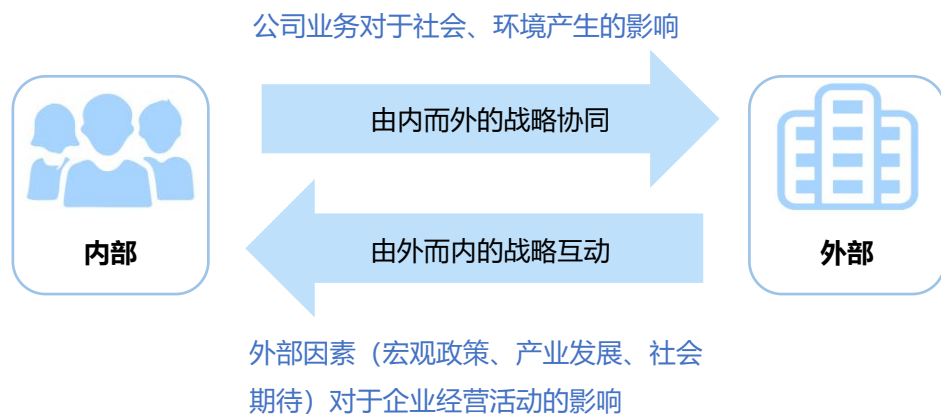 公司业务对于社会、环境产生的影响
由内而外的战略协同
内部
外部
由外而内的战略互动
外部因素（宏观政策、产业发展、社会
期待）对于企业经营活动的影响